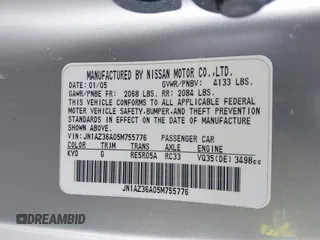 MANUFACTURED BY NISSAN MOTOR CO.,LTD.
01/05 GVWR/PNBV: 4133 LBS.
GAWR/PNBE FR: 2068 LBS. RR: 2084 LBS.
THIS VEHICLE CONFORMS TO ALL APPLICABLE FEDERAL
MOTOR VEHICLE SAFETY, BUMPER, AND THEFT PREVENTION
STANDARDS IN EFFECT ON THE DATE OF MANUFACTURE
SHOWN ABOVE.
VIN: JN1AZ36A05M755776 PASSENGER CAR
COLOR TRIM TRANS AXLE ENGINE
KY0 G RE5R05A RC33 VQ35(DE) 3498cc
JN1AZ36A05M755776
DREAMBID